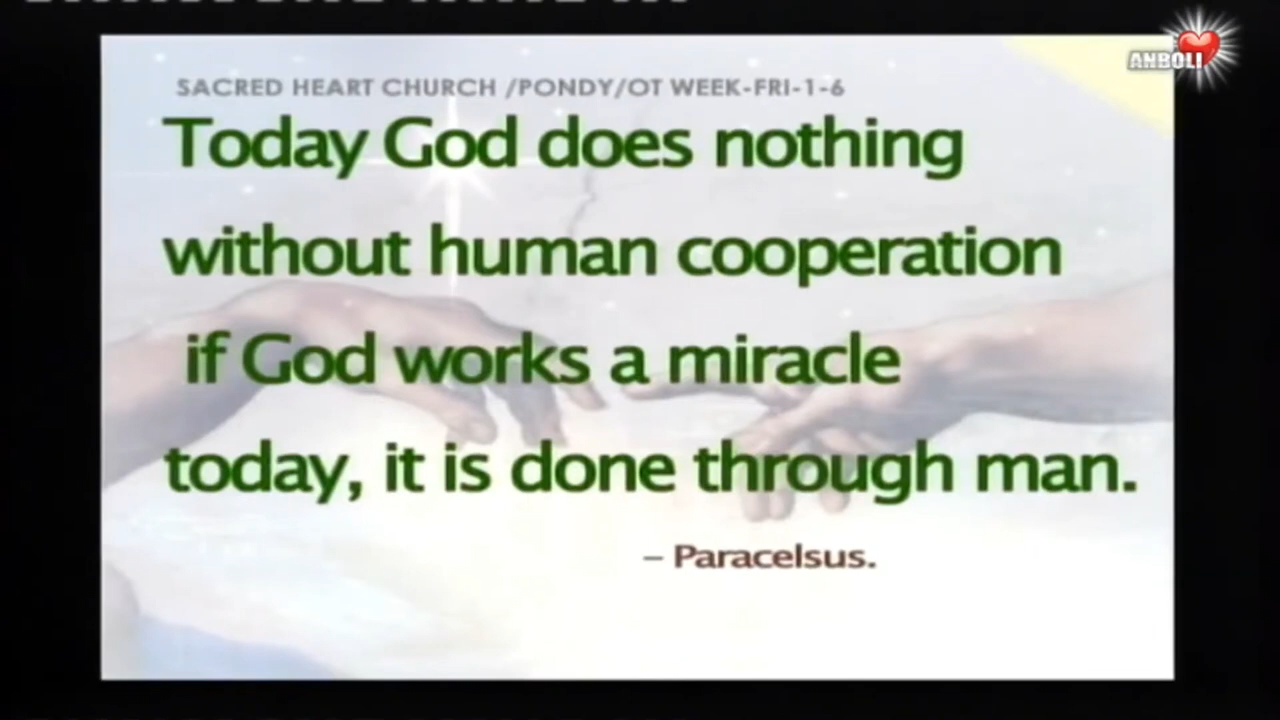 ANBOLI
SACRED HEART CHURCH /PONDY/OT WEEK-FRI-1-6
Today God does nothing
without human cooperation
if God works a miracle
today, it is done through man.
– Paracelsus.